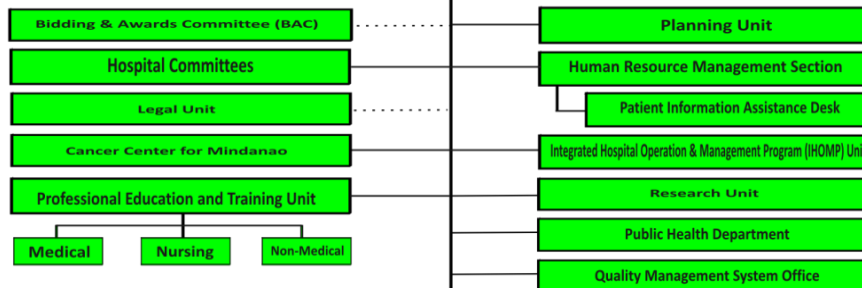 Bidding & Awards Committee (BAC)
Planning Unit
Hospital Committees
Human Resource Management Section
Legal Unit
Patient Information Assistance Desk
Cancer Center for Mindanao
Integrated Hospital Operation & Management Program (IHOMP) Uni
Professional Education and Training Unit
Research Unit
Public Health Department
Medical
Nursing
Non-Medical
Quality Management System Office